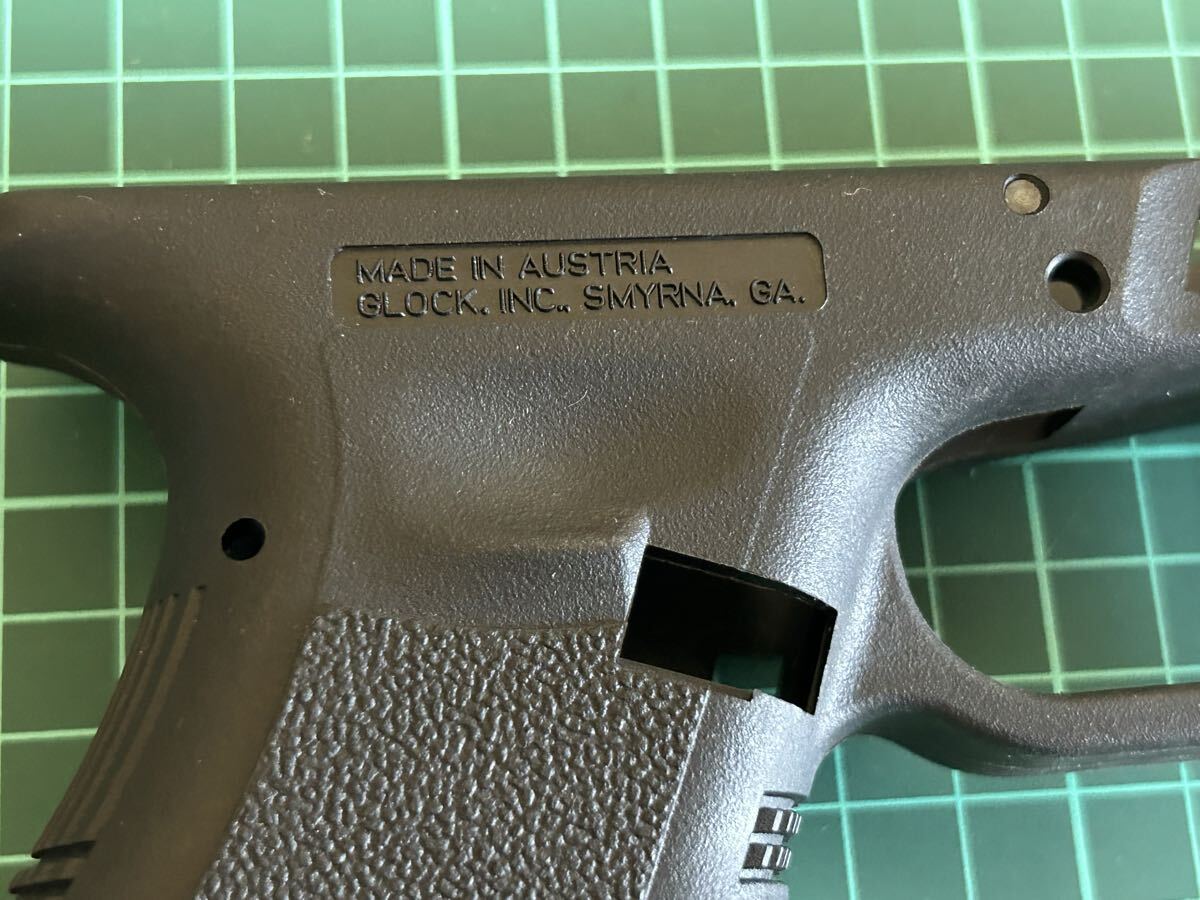 MADE IN AUSTRIA
GLOCK. INC., SMYRNA. GA.